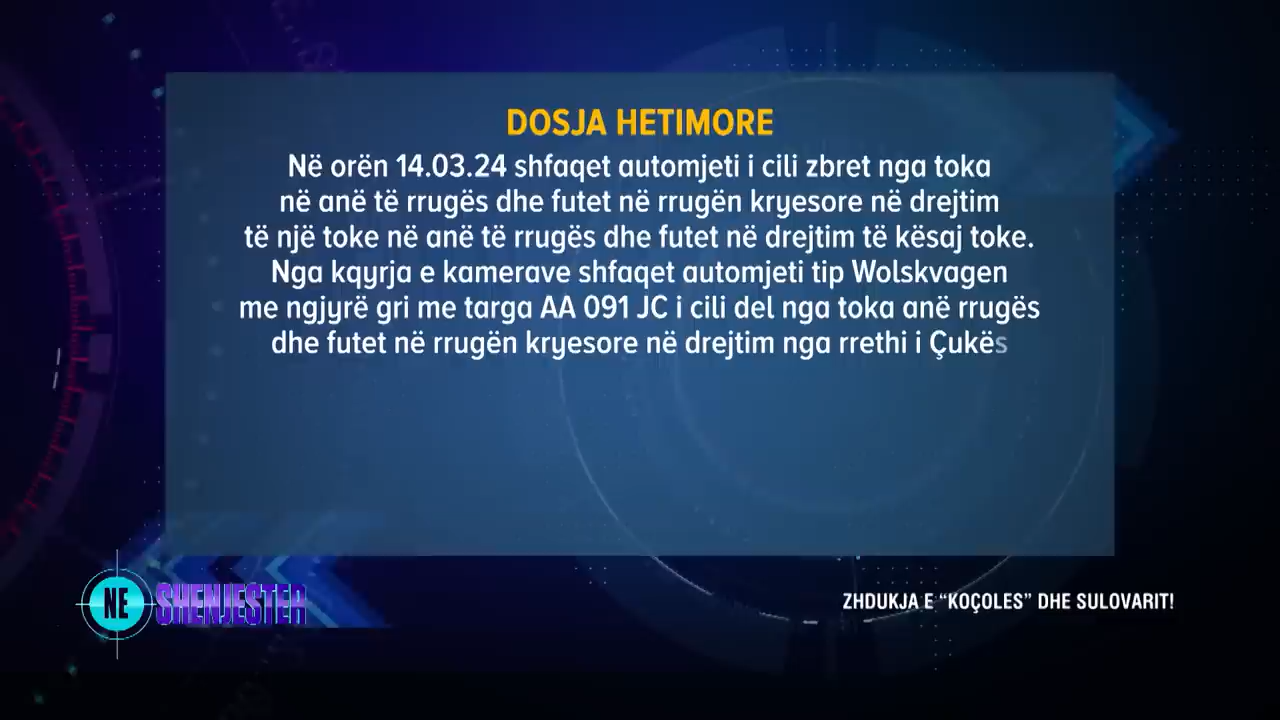 DOSJA HETIMORE
Në orën 14.03.24 shfaqet automjeti i cili zbret nga toka
në anë të rrugës dhe futet në rrugën kryesore në drejtim
të një toke në anë të rrugës dhe futet në drejtim të kësaj toke.
Nga kqyrja e kamerave shfaqet automjeti tip Wolskvagen
me ngjyrë gri me targa AA 091 JC i cili del nga toka anë rrugës
dhe futet në rrugën kryesore në drejtim nga rrethi i Çukës
NE SHENJESTER
ZHDUKJA E “KOÇOLES” DHE SULOVARIT!